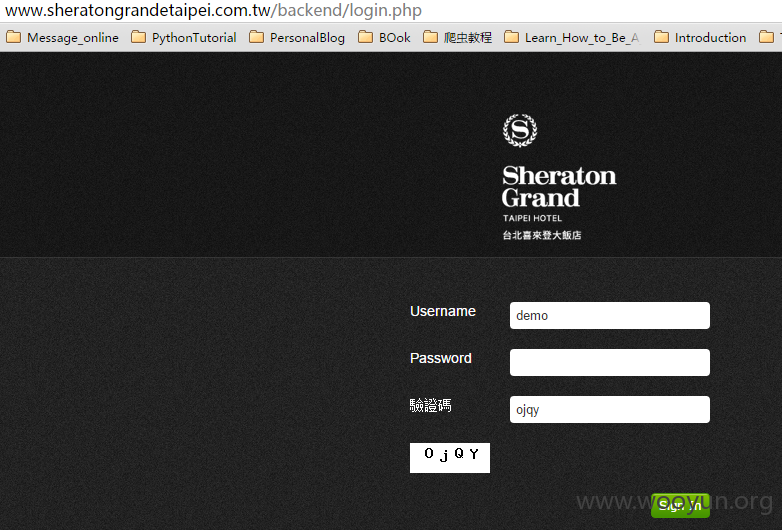 www.sheratongrandetaipei.com.tw/backend/login.php
Message_online PythonTutorial PersonalBlog BOok 爬虫教程 Learn_How_to_Be_A Introduction
S
Sheraton
Grand
TAIPEI HOTEL
台北喜來登大飯店
Username demo
Password
驗證碼 ojqy
OjQY
Sign In
www.wooyun.org